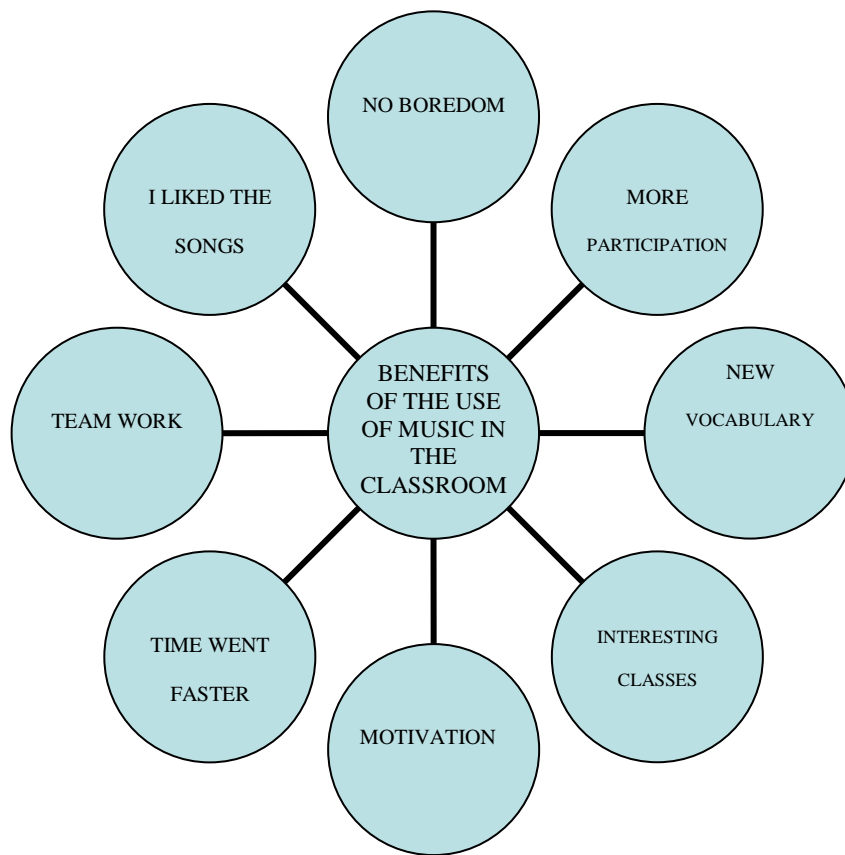 NO BOREDOM
MORE
PARTICIPATION
NEW
VOCABULARY
INTERESTING
CLASSES
MOTIVATION
TIME WENT
FASTER
TEAM WORK
I LIKED THE
SONGS
BENEFITS
OF THE USE
OF MUSIC IN
THE
CLASSROOM